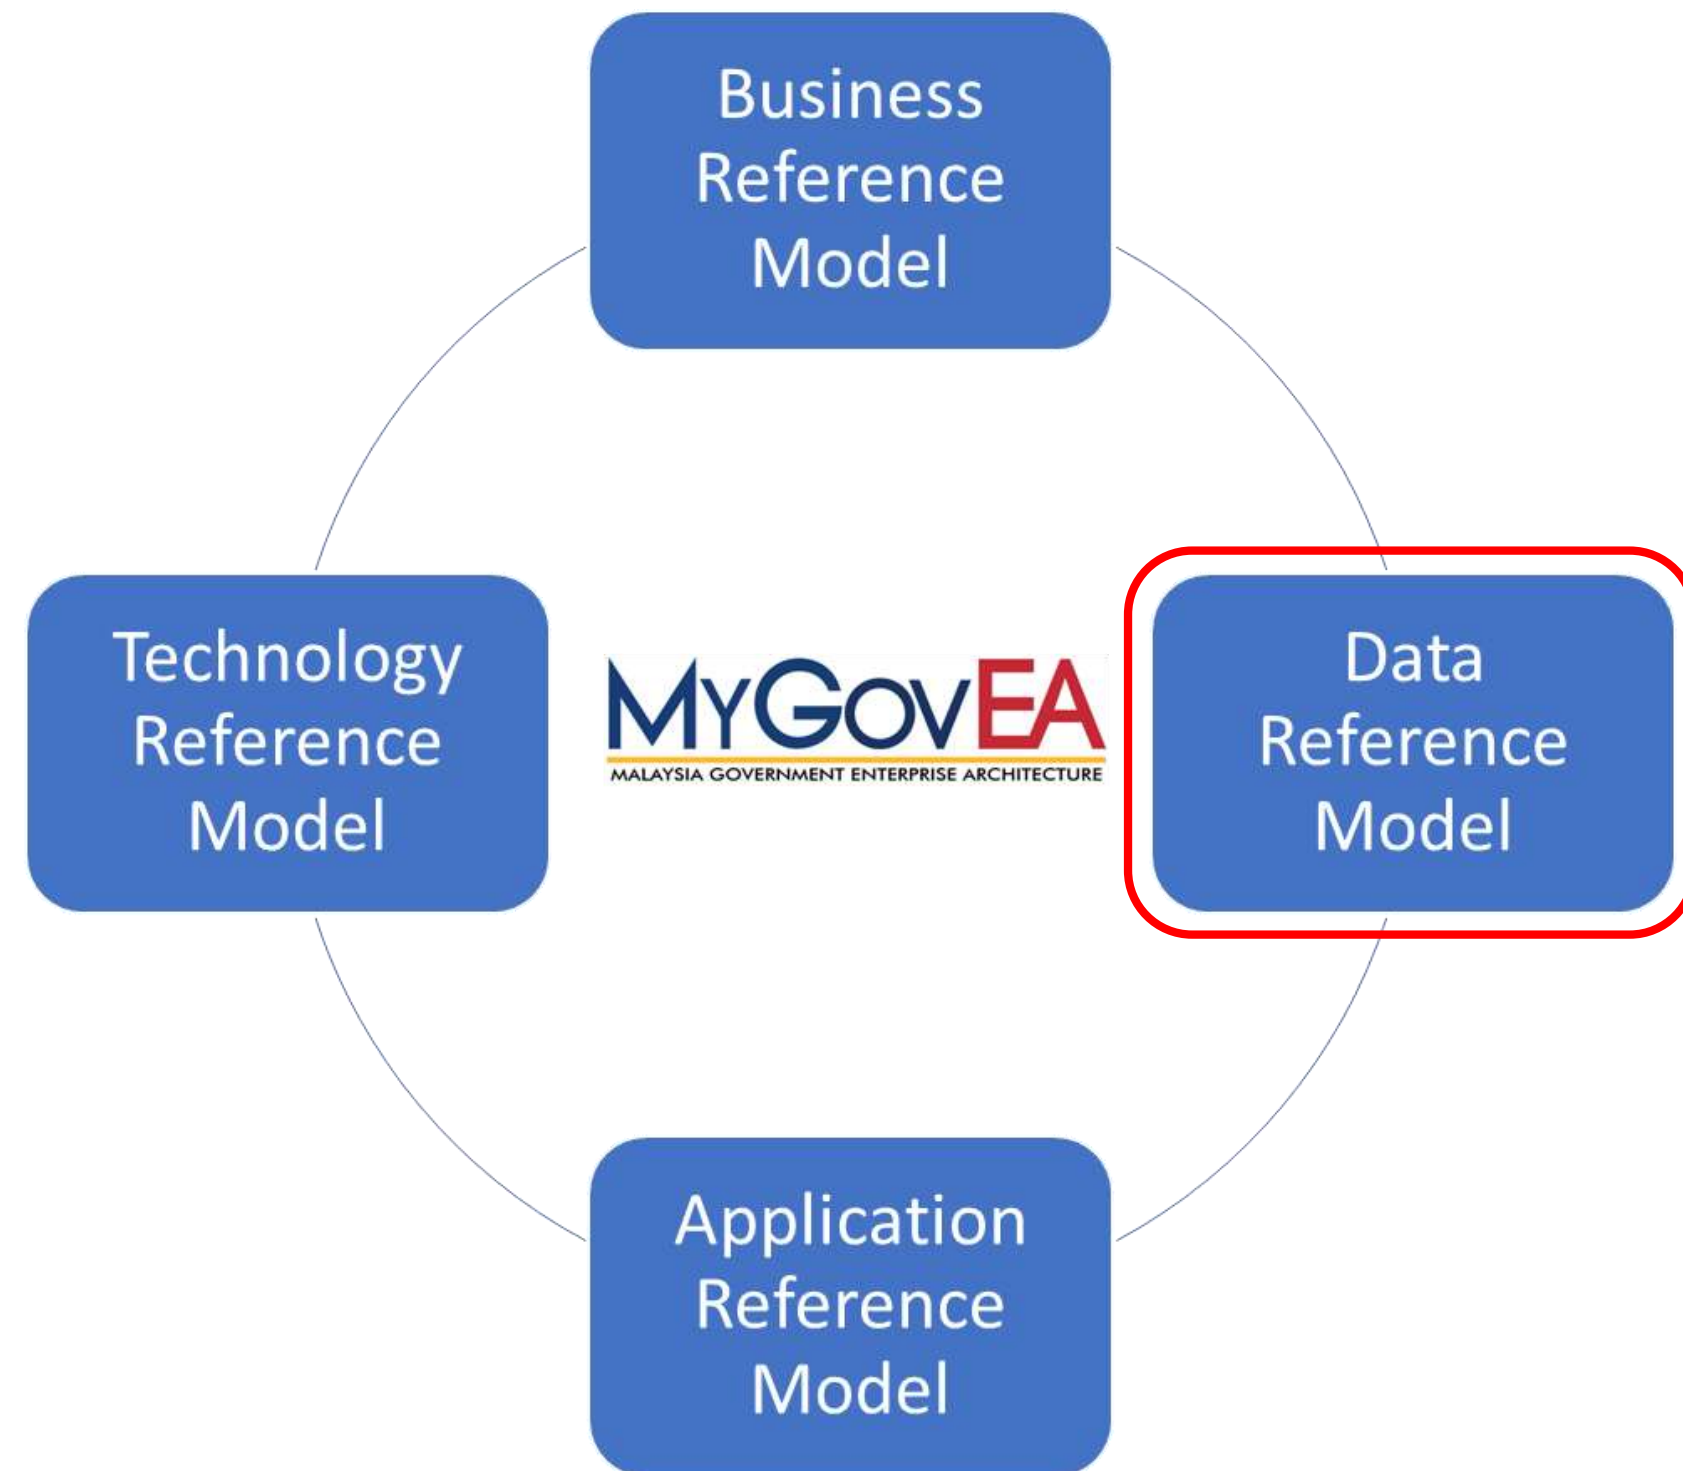 Business
Reference
Model
Technology
Reference
Model
MYGOVEA
MALAYSIA GOVERNMENT ENTERPRISE ARCHITECTURE
Data
Reference
Model
Application
Reference
Model